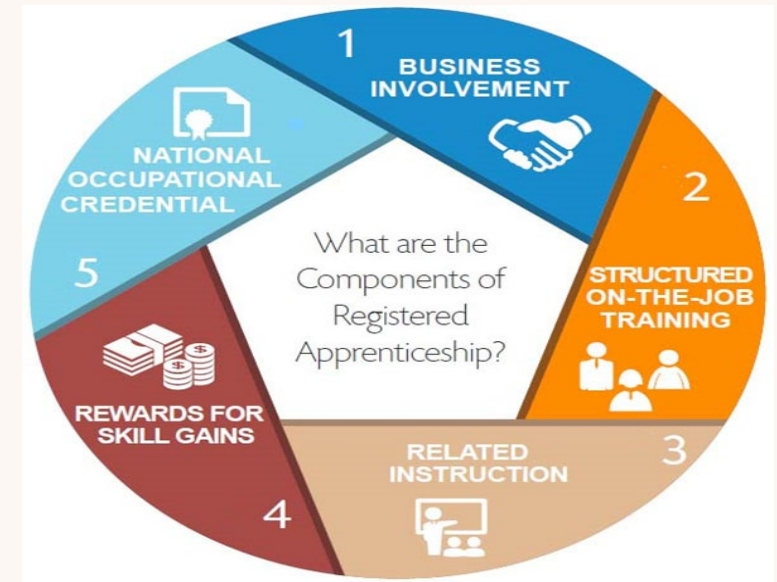 1
BUSINESS
INVOLVEMENT
2
STRUCTURED
ON-THE-JOB
TRAINING
3
RELATED
INSTRUCTION
4
REWARDS FOR
SKILL GAINS
$
$
5
NATIONAL
OCCUPATIONAL
CREDENTIAL
What are the
Components of
Registered
Apprenticeship?